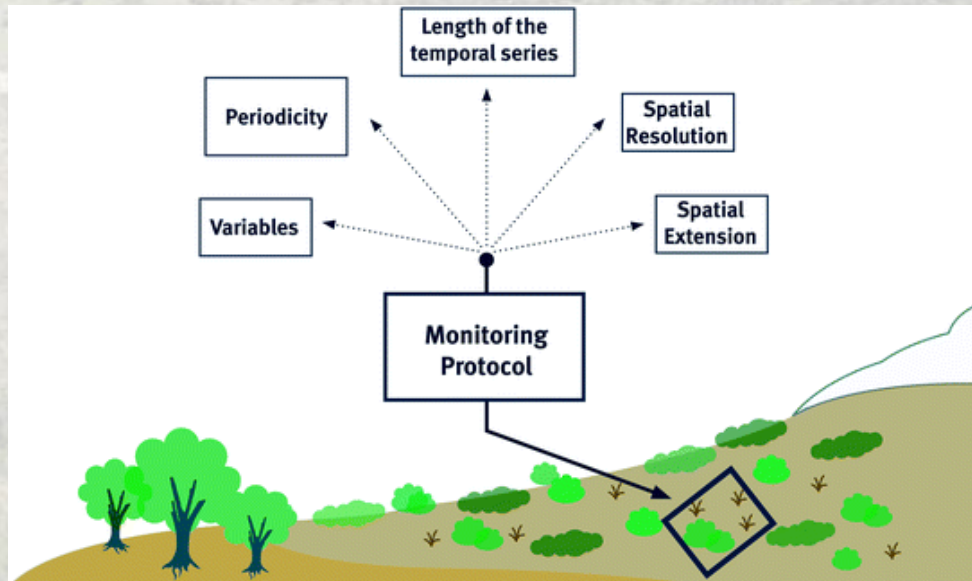 Length of the
temporal series
Periodicity
Spatial
Resolution
Variables
Spatial
Extension
Monitoring
Protocol